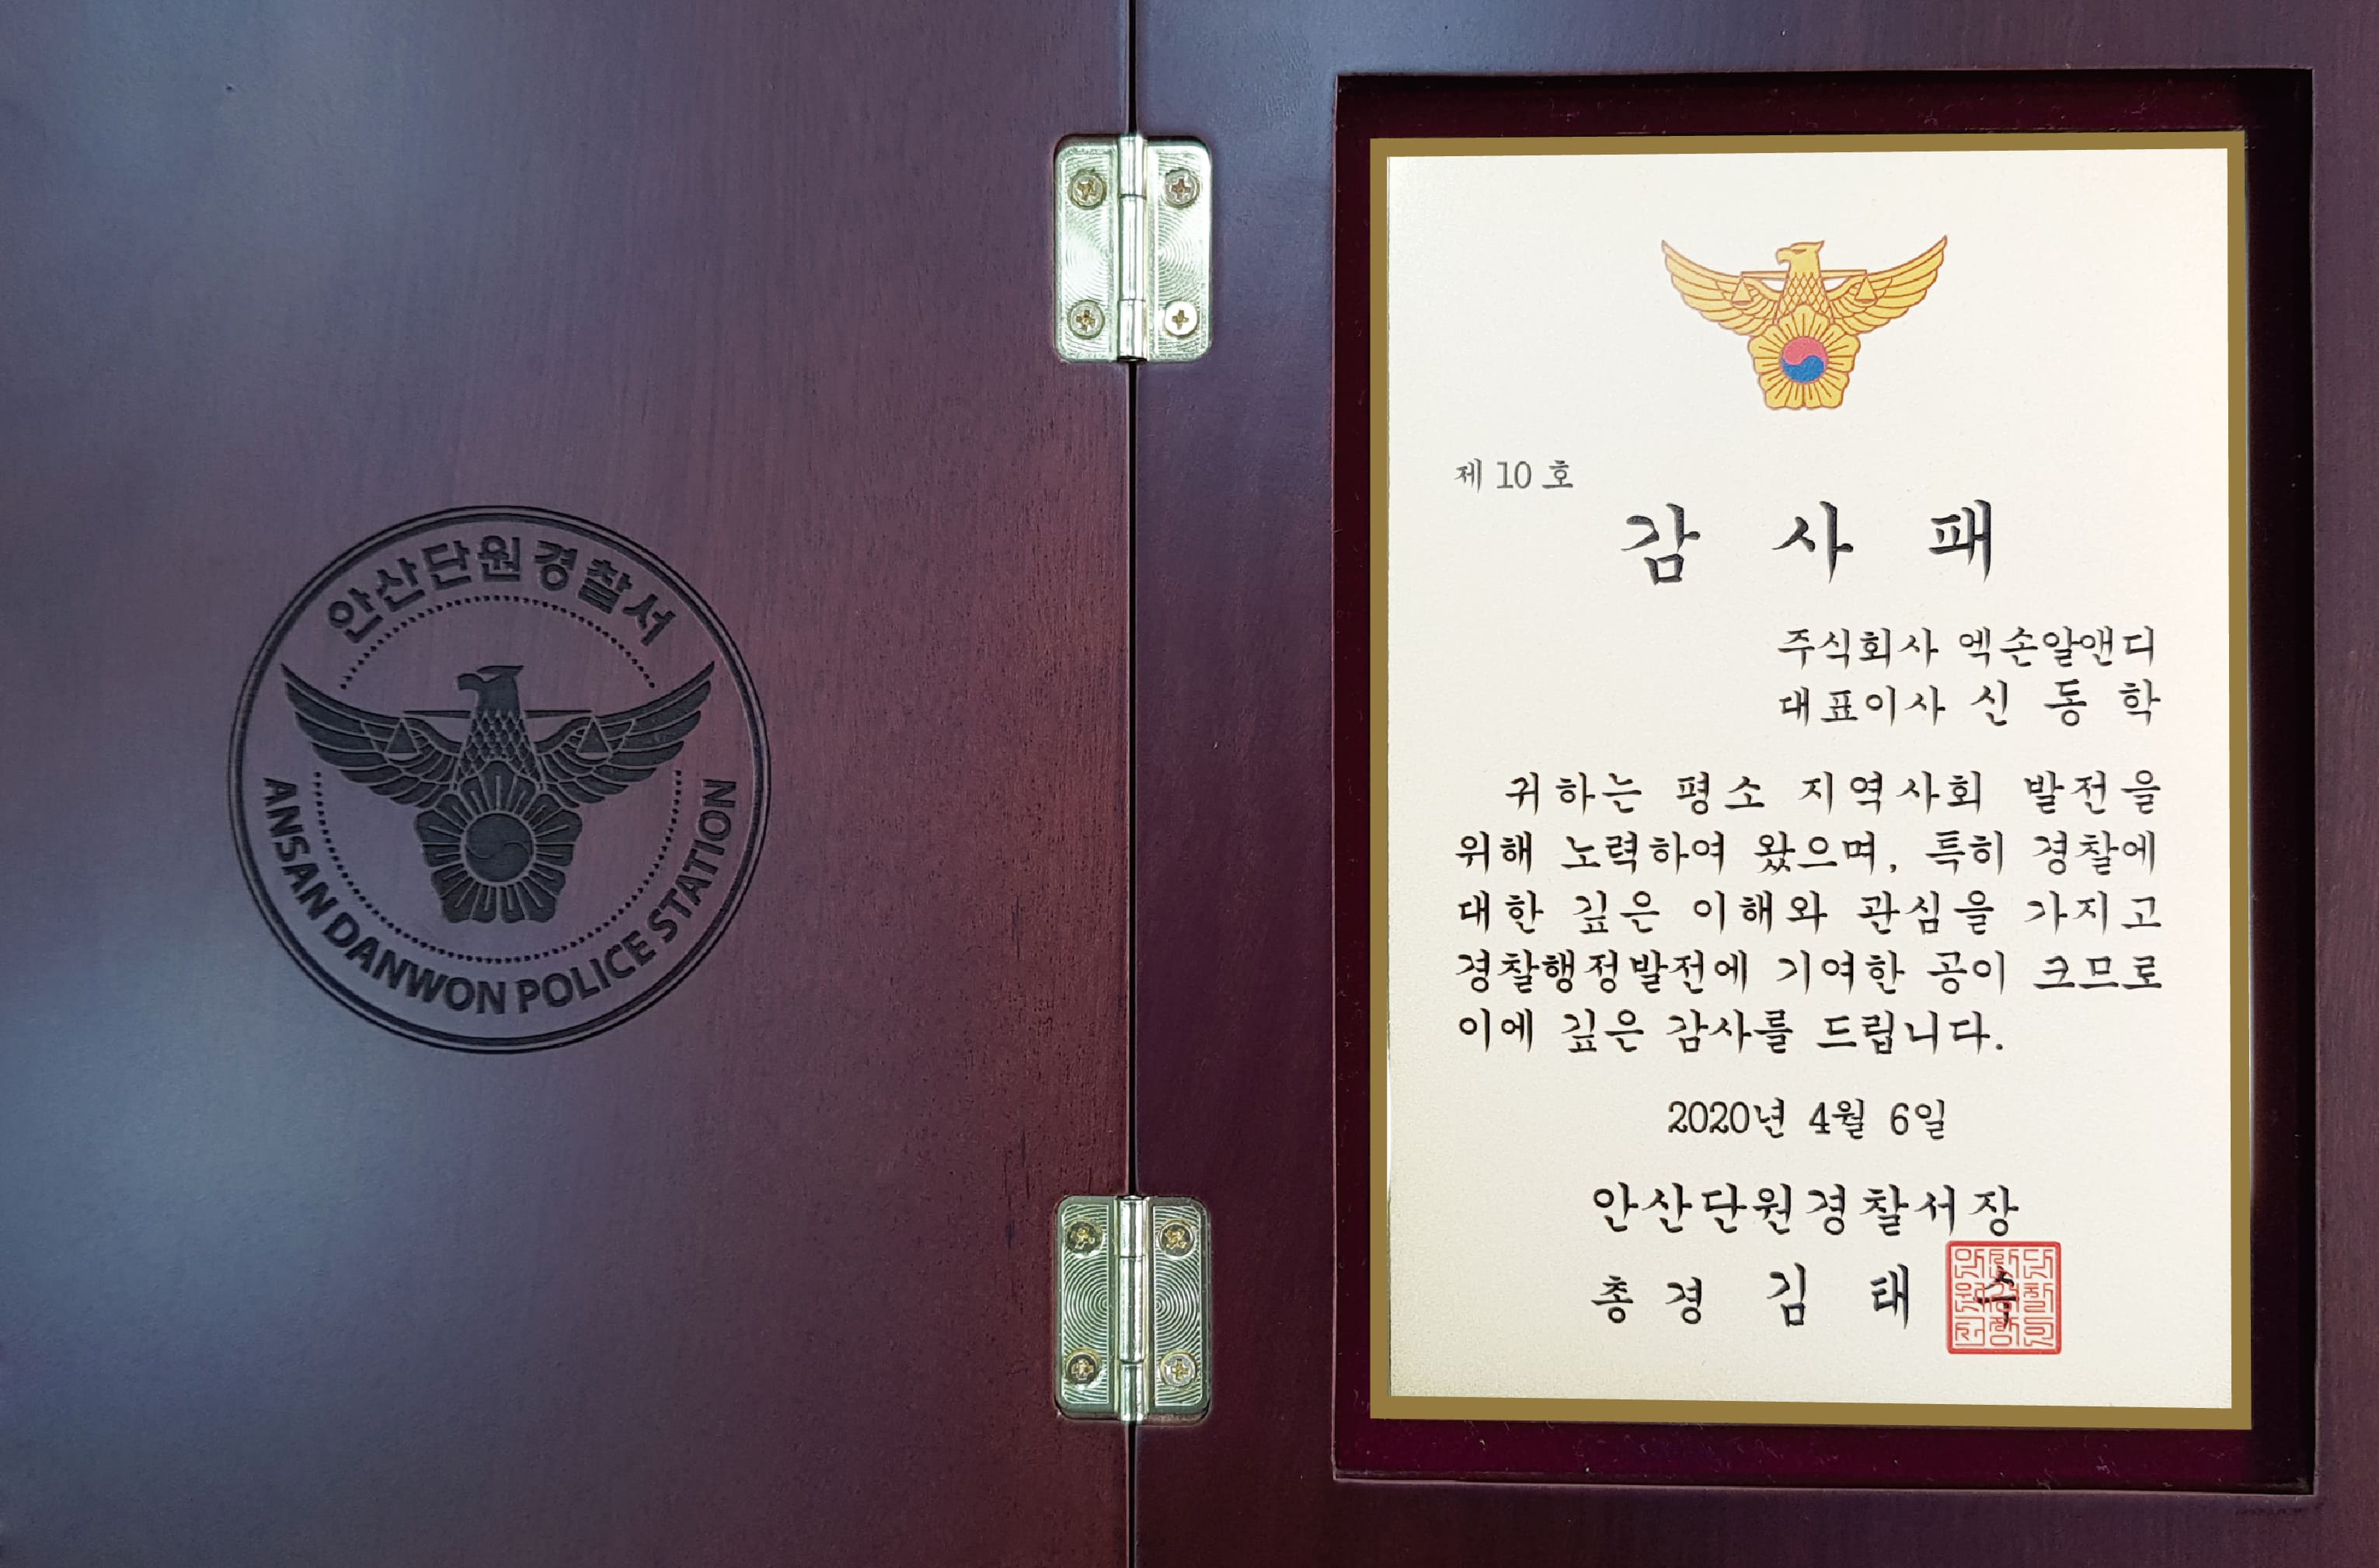 안산단원경찰서
ANSAN DANWON POLICE STATION
제 10 호
감 사 패
주식회사 엑손알앤디
대표이사 신 동 학
귀하는 평소 지역사회 발전을
위해 노력하여 왔으며, 특히 경찰에
대한 깊은 이해와 관심을 가지고
경찰행정발전에 기여한 공이 크므로
이에 깊은 감사를 드립니다.
2020년 4월 6일
안산단원경찰서장
총 경 김 태 수